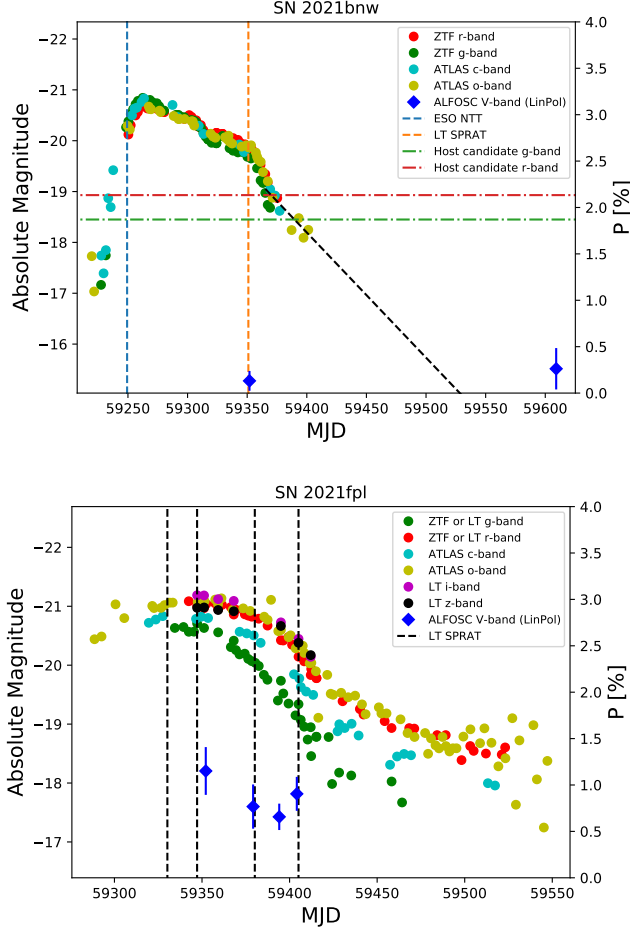 SN 2021bnw
−22
−21
−20
−19
−18
−17
−16
Absolute Magnitude
59250
59300
59350
59400
59450
59500
59550
59600
MJD
4.0
3.5
3.0
2.5
2.0
1.5
1.0
0.5
0.0
P [%]
ZTF r-band
ZTF g-band
ATLAS c-band
ATLAS o-band
ALFOSC V-band (LinPol)
ESO NTT
LT SPRAT
Host candidate g-band
Host candidate r-band
SN 2021fpl
−22
−21
−20
−19
−18
−17
Absolute Magnitude
59300
59350
59400
59450
59500
59550
MJD
4.0
3.5
3.0
2.5
2.0
1.5
1.0
0.5
0.0
P [%]
ZTF or LT g-band
ZTF or LT r-band
ATLAS c-band
ATLAS o-band
LT i-band
LT z-band
ALFOSC V-band (LinPol)
LT SPRAT